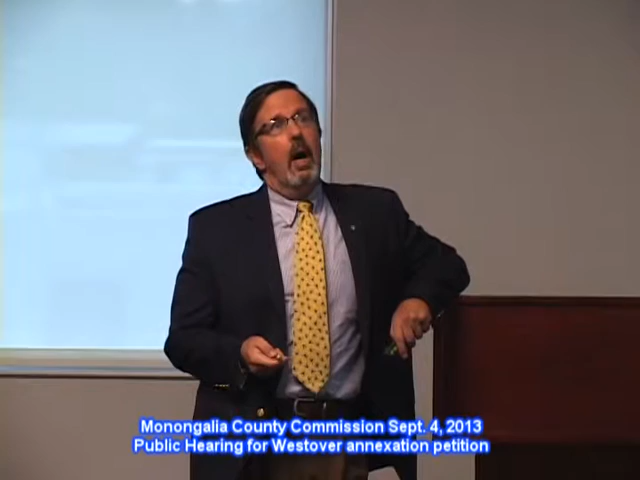 Monongalia County Commission Sept. 4, 2013
Public Hearing for Westover annexation petition